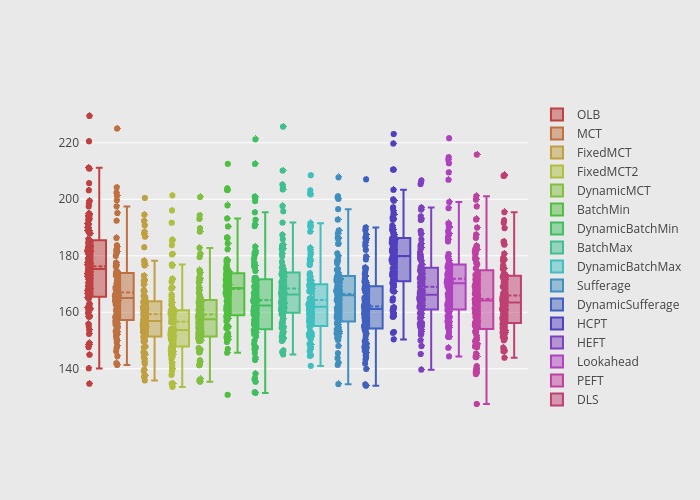 220
200
180
160
140
OLB
MCT
FixedMCT
FixedMCT2
DynamicMCT
BatchMin
DynamicBatchMin
BatchMax
DynamicBatchMax
Sufferage
DynamicSufferage
HCPT
HEFT
Lookahead
PEFT
DLS